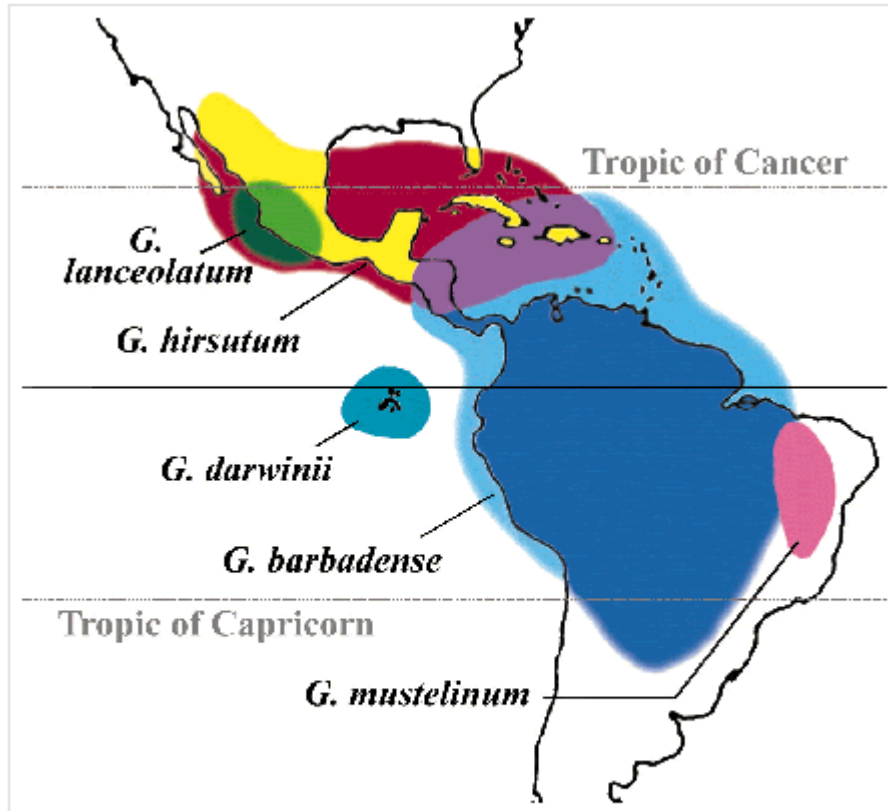 Tropic of Cancer
G.
lanceolatum
G. hirsutum
G. darwinii
G. barbadense
Tropic of Capricorn
G. mustelinum